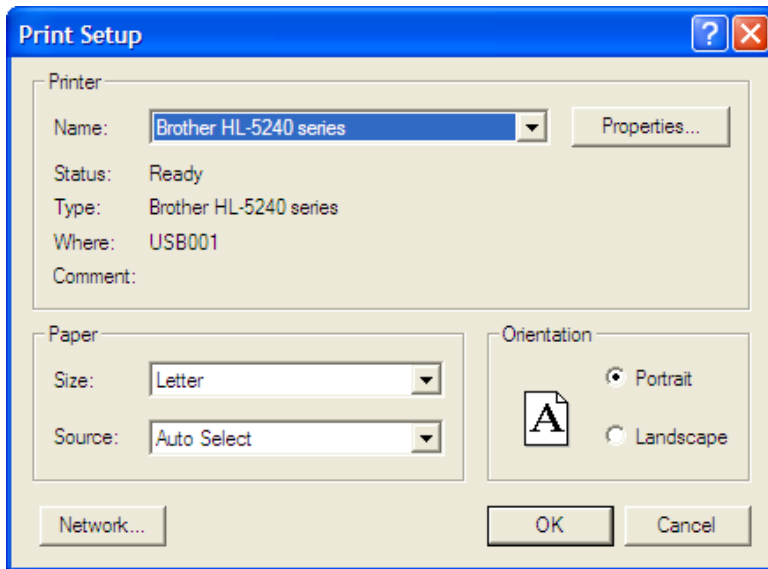 Print Setup
?
Printer
Name: Brother HL-5240 series Properties...
Status: Ready
Type: Brother HL-5240 series
Where: USB001
Comment:
Paper
Size: Letter
Source: Auto Select
Orientation
A
Portrait
Landscape
Network... OK Cancel